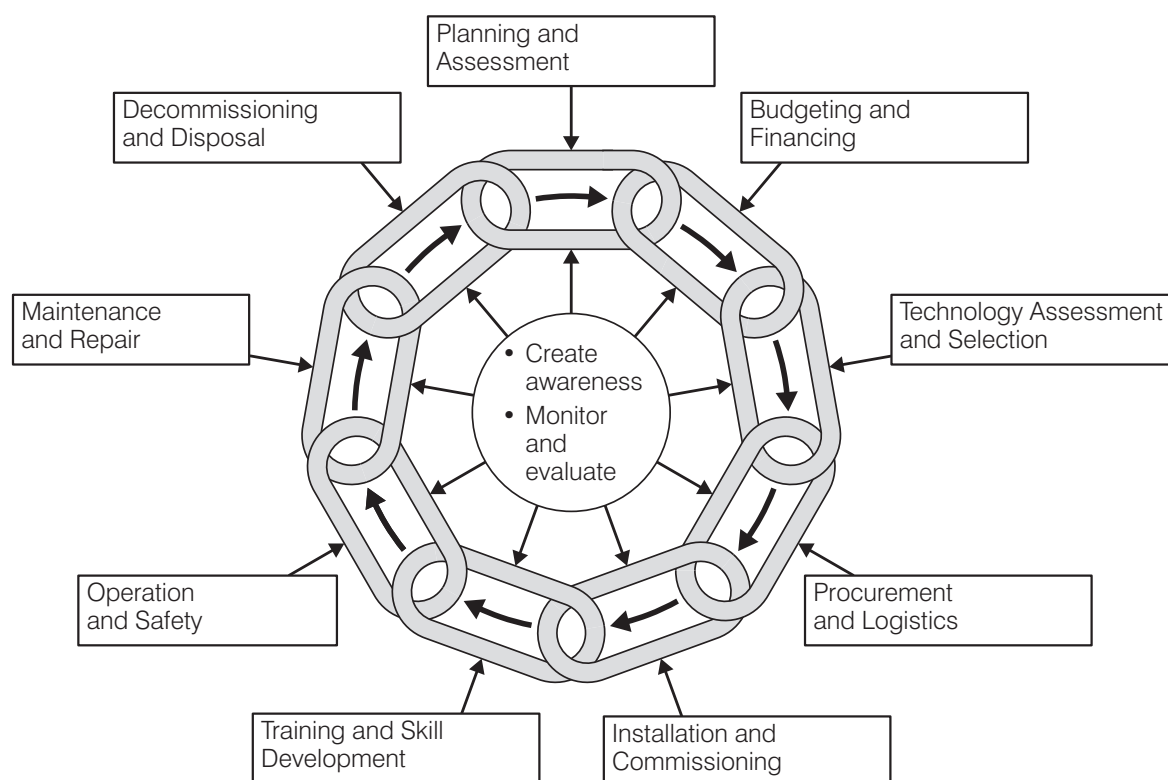 Planning and
Assessment
Decommissioning
and Disposal
Budgeting and
Financing
Maintenance
and Repair
Technology Assessment
and Selection
• Create
awareness
• Monitor
and
evaluate
Operation
and Safety
Procurement
and Logistics
Training and Skill
Development
Installation and
Commissioning